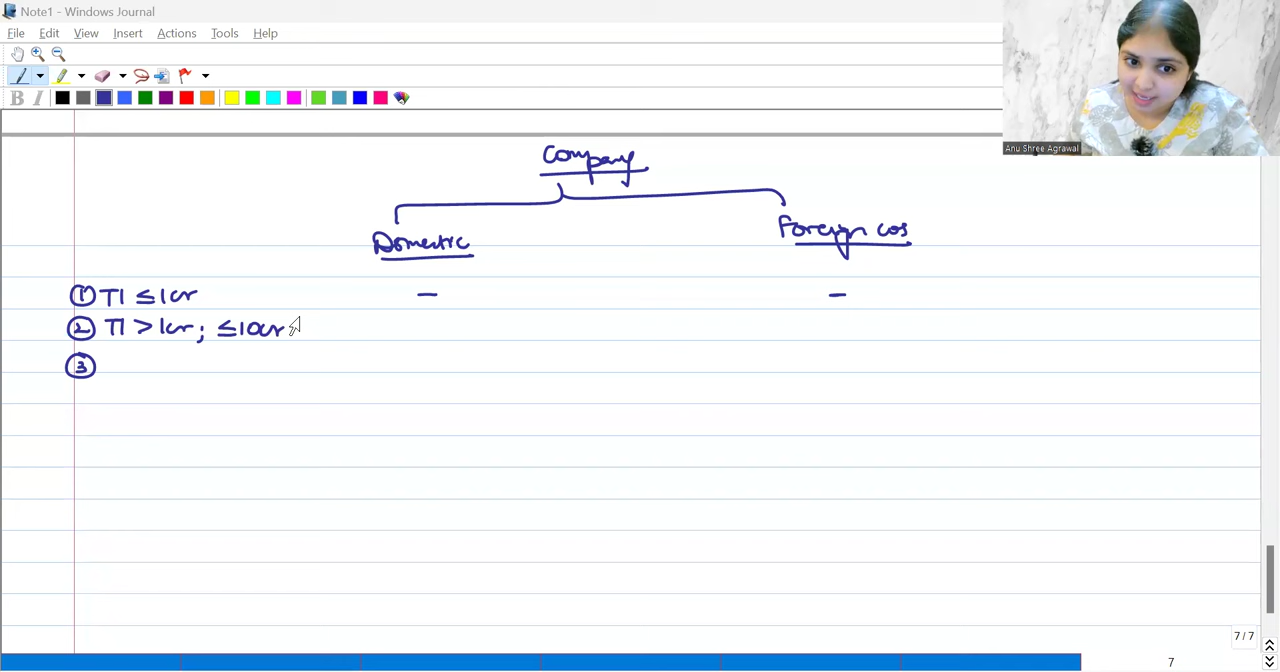 Note1 - Windows Journal
File Edit View Insert Actions Tools Help
B I
Anu Shree Agrawal
Company
Domestic Foreign cos
① TI ≤ 1cr - -
② TI > 1cr ; ≤ 10cr
③
7 / 7
7